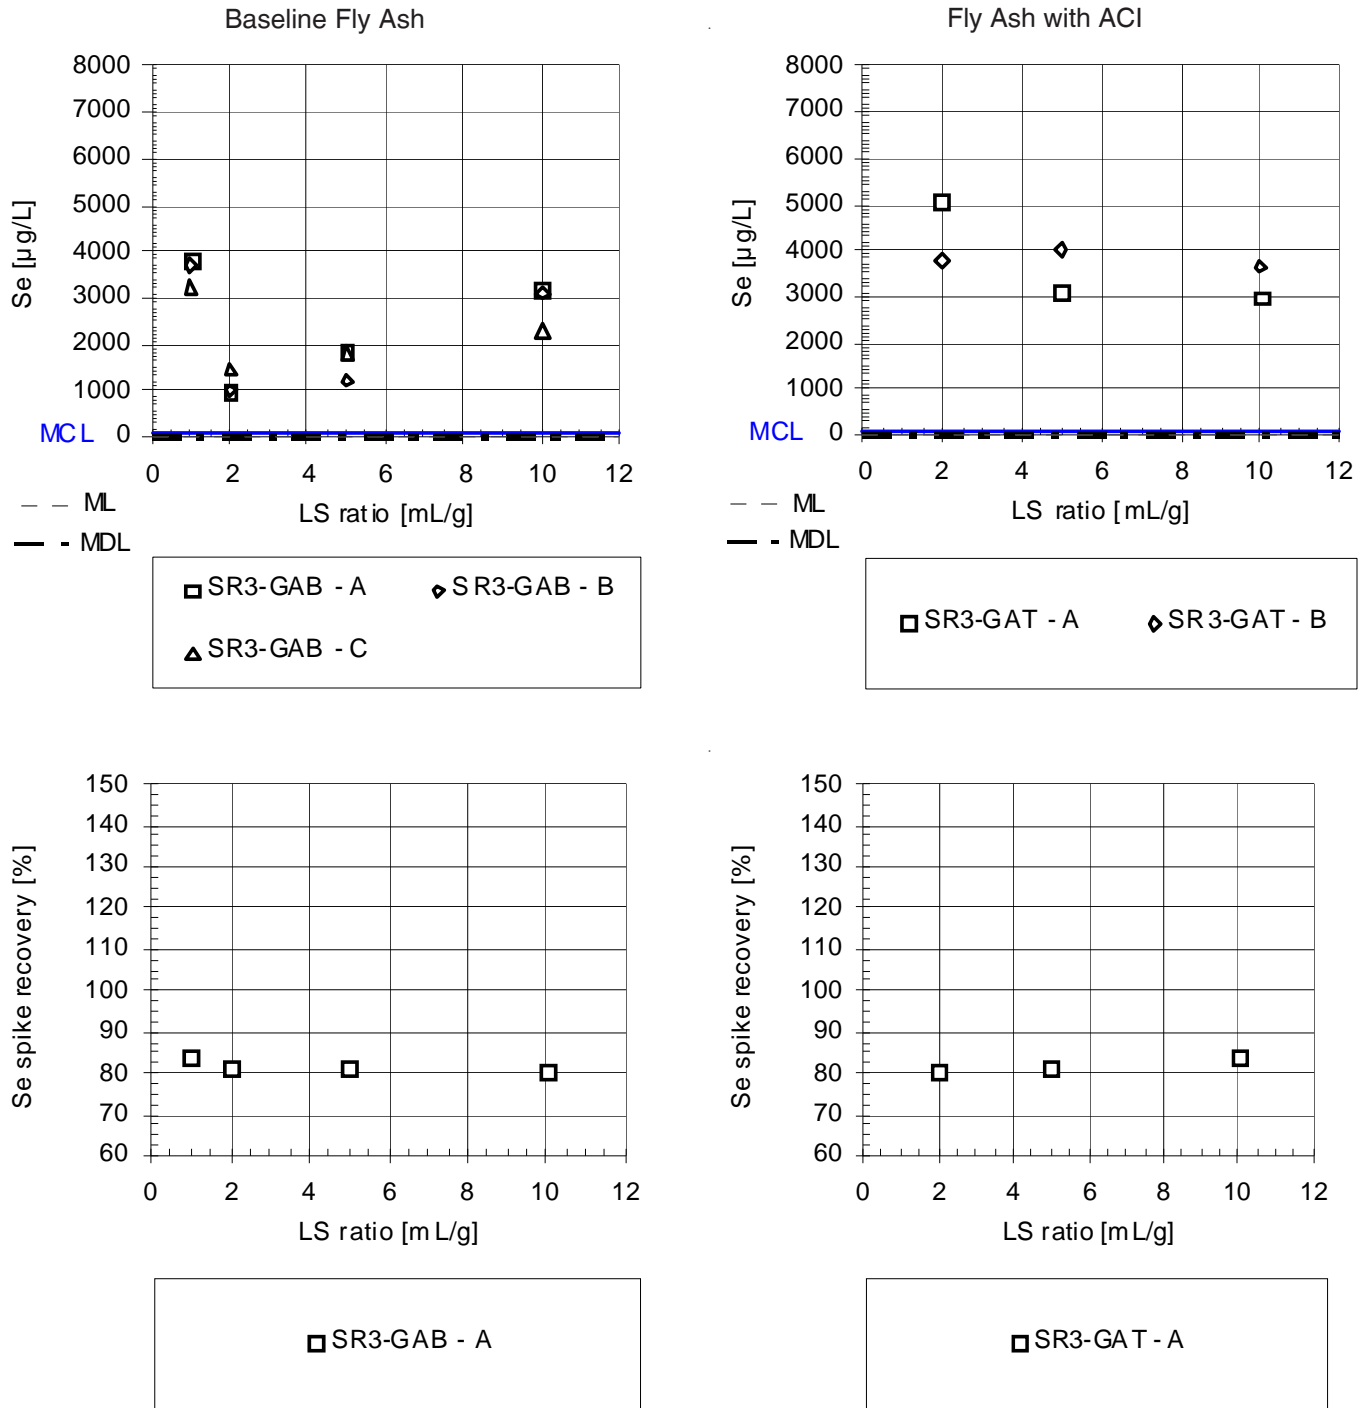 Baseline Fly Ash
8000
7000
6000
5000
4000
3000
2000
1000
0
MCL
Se [µg/L]
0 2 4 6 8 10 12
LS ratio [mL/g]
ML
MDL
SR3-GAB - A SR3-GAB - B
SR3-GAB - C
Fly Ash with ACI
8000
7000
6000
5000
4000
3000
2000
1000
0
MCL
Se [µg/L]
0 2 4 6 8 10 12
LS ratio [mL/g]
ML
MDL
SR3-GAT - A SR3-GAT - B
150
140
130
120
110
100
90
80
70
60
Se spike recovery [%]
0 2 4 6 8 10 12
LS ratio [mL/g]
SR3-GAB - A
150
140
130
120
110
100
90
80
70
60
Se spike recovery [%]
0 2 4 6 8 10 12
LS ratio [mL/g]
SR3-GAT - A